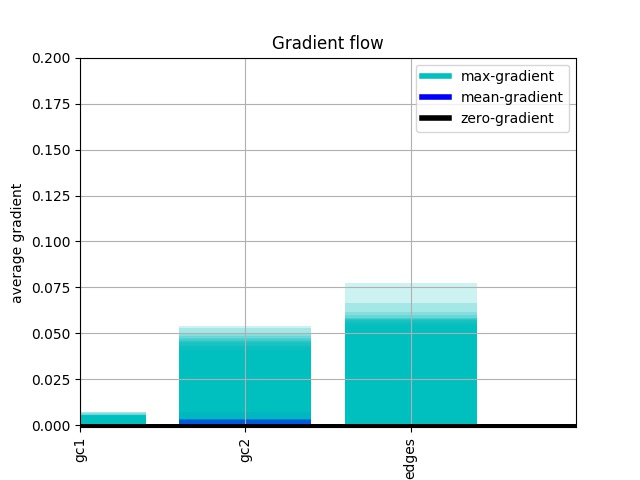 Gradient flow
max-gradient
mean-gradient
zero-gradient
average gradient
0.200
0.175
0.150
0.125
0.100
0.075
0.050
0.025
0.000
gc1
gc2
edges